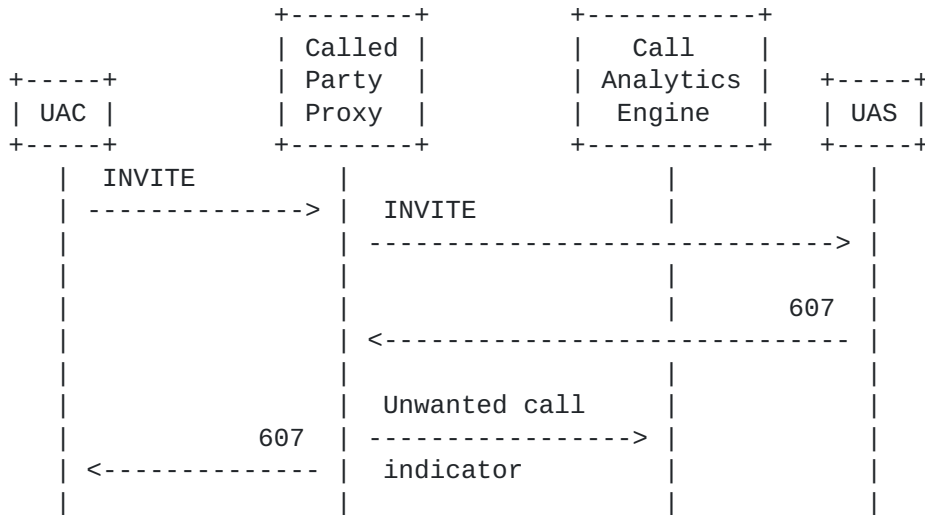 Called Call
Party Analytics
UAC Proxy Engine UAS
INVITE
INVITE
607
Unwanted call
607
indicator